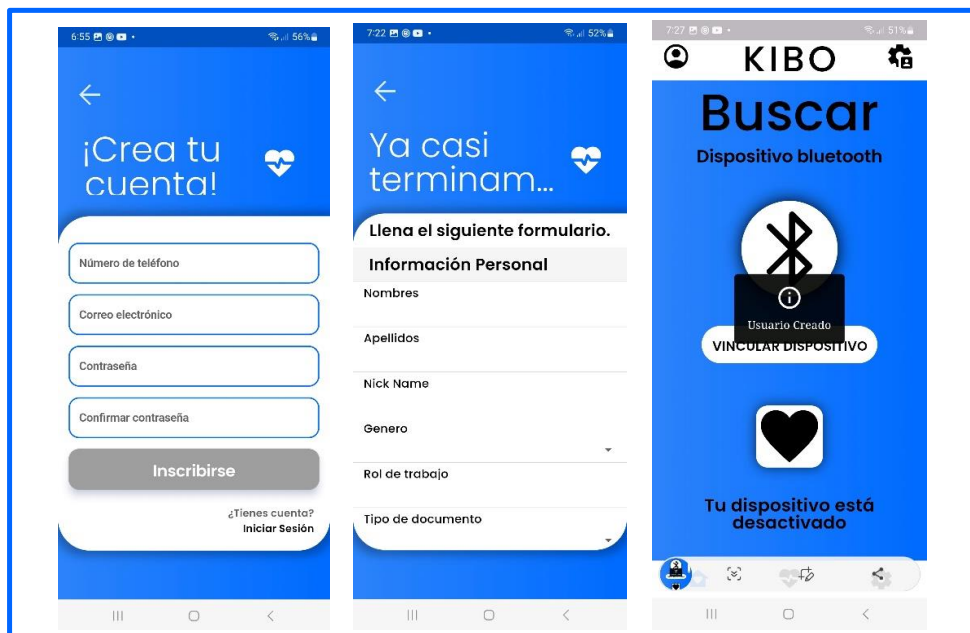 6:55
56%
¡Crea tu
cuenta!
Número de teléfono
Correo electrónico
Contraseña
Confirmar contraseña
Inscribirse
¿Tienes cuenta?
Iniciar Sesión
7:22
52%
Ya casi
terminam...
Llena el siguiente formulario.
Información Personal
Nombres
Apellidos
Nick Name
Genero
Rol de trabajo
Tipo de documento
7:27
51%
KIBO
Buscar
Dispositivo bluetooth
Usuario Creado
VINCULAR DISPOSITIVO
Tu dispositivo está
desactivado